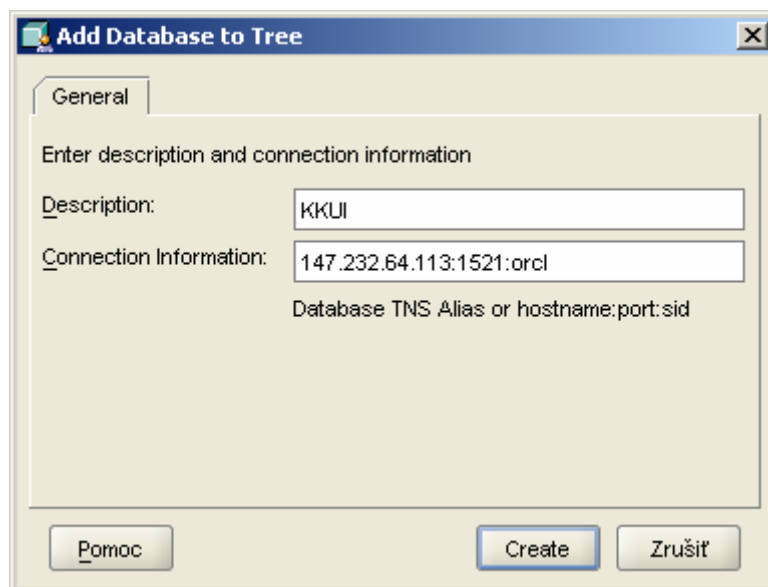 Add Database to Tree
General
Enter description and connection information
Description:
KKUI
Connection Information:
147.232.64.113:1521:orcl
Database TNS Alias or hostname:port:sid
Pomoc
Create
Zrušiť